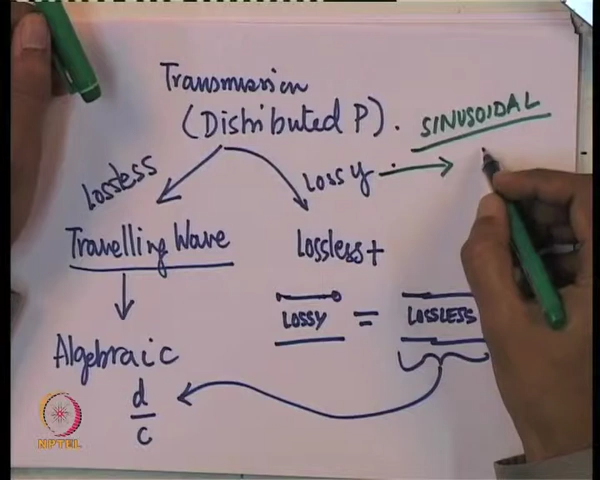 Transmission
(Distributed P).
SINUSOIDAL
Lossless
Lossy
Travelling Wave
Lossless+
LOSSY = LOSSLESS
Algebraic
d
c
NPTEL